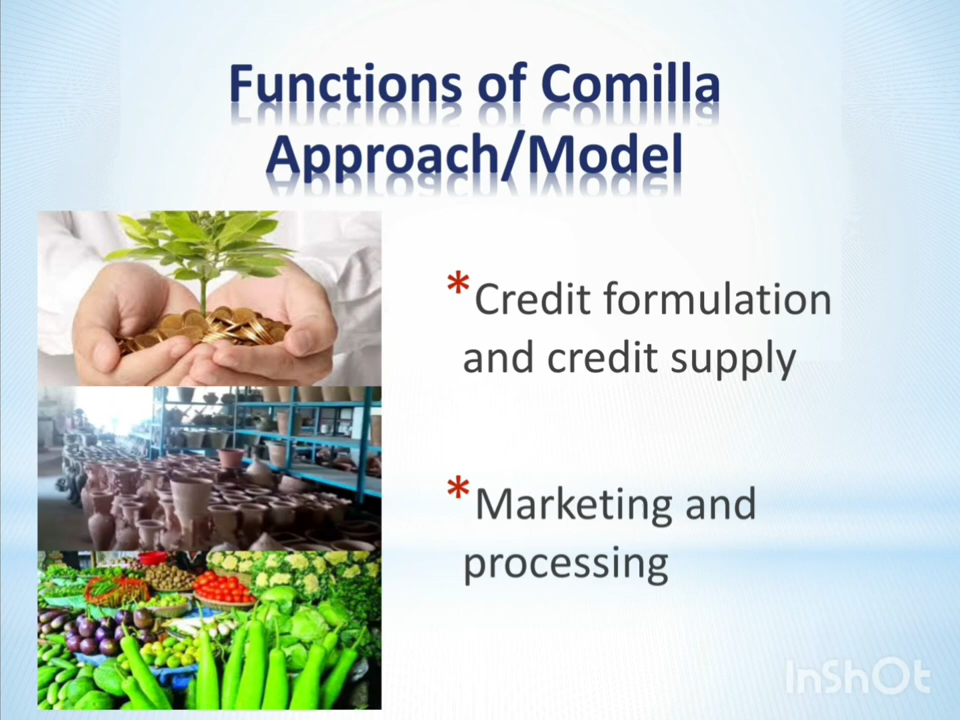 Functions of Comilla
Approach/Model
*Credit formulation
and credit supply
*Marketing and
processing
InShOt